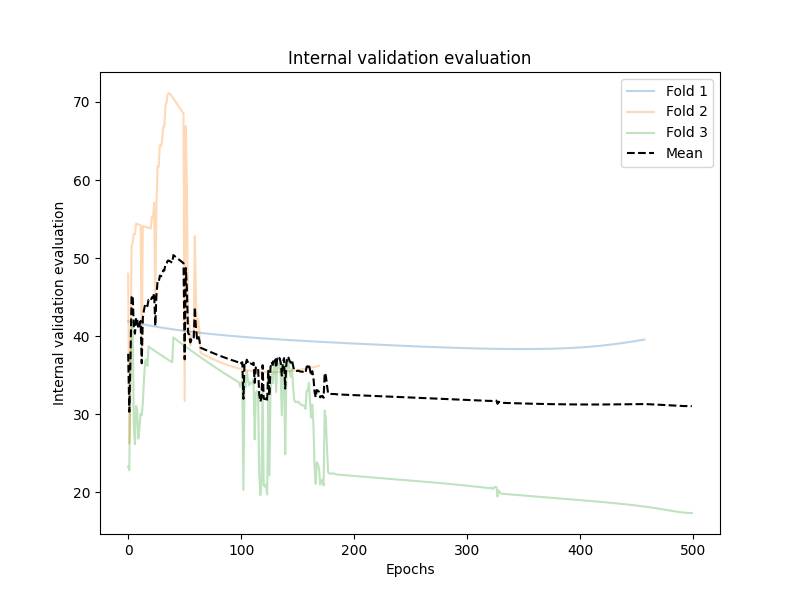 Internal validation evaluation
Fold 1
Fold 2
Fold 3
Mean
Internal validation evaluation
70
60
50
40
30
20
0 100 200 300 400 500
Epochs